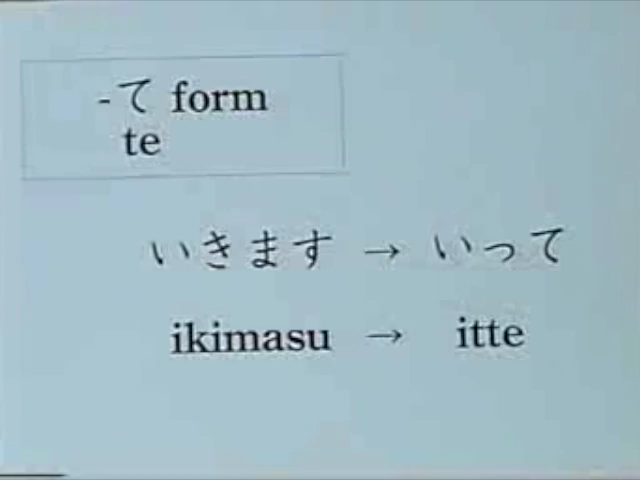 -て form
te
いきます → いって
ikimasu → itte